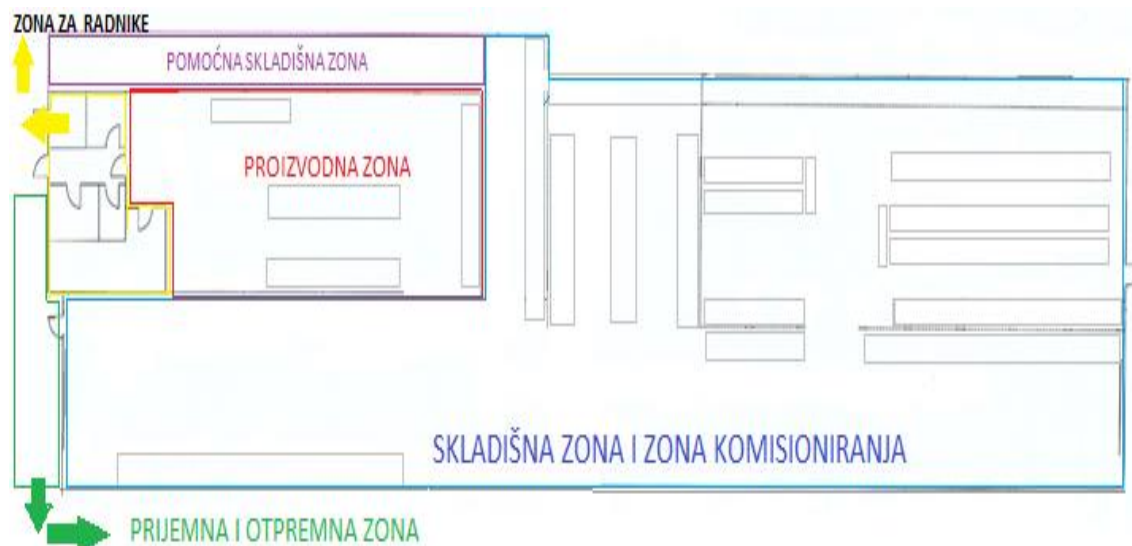 ZONA ZA RADNIKE
POMOĆNA SKLADIŠNA ZONA
PROIZVODNA ZONA
SKLADIŠNA ZONA I ZONA KOMISIONIRANJA
PRIJEMNA I OTPREMNA ZONA